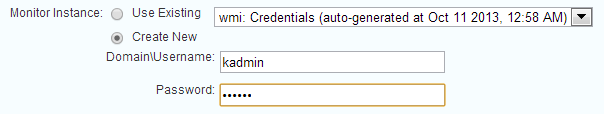 Monitor Instance: Use Existing wmi: Credentials (auto-generated at Oct 11 2013, 12:58 AM)
Create New
Domain\Username: kadmin
Password: ••••••